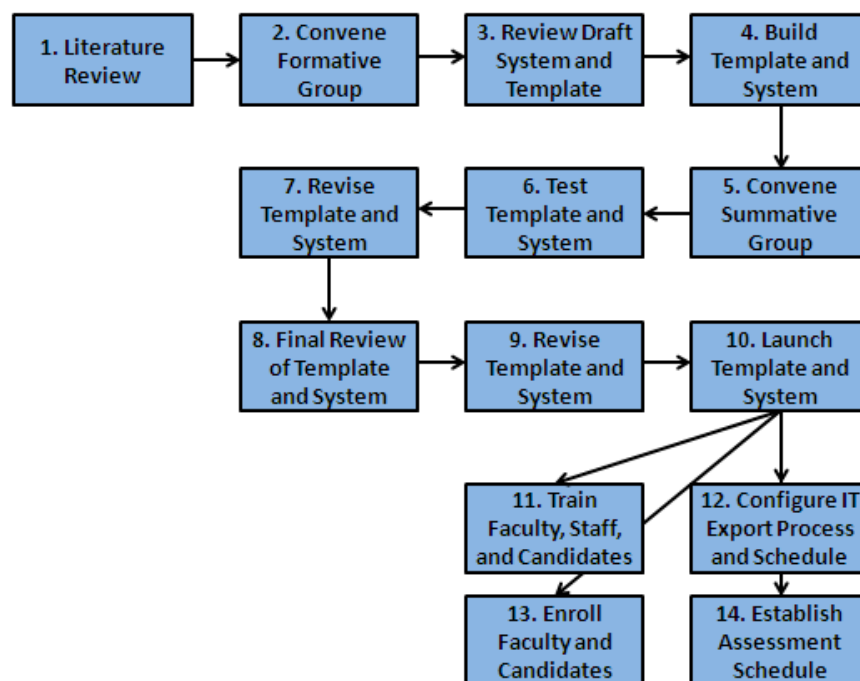 1. Literature
Review
2. Convene
Formative
Group
3. Review Draft
System and
Template
4. Build
Template and
System
5. Convene
Summative
Group
6. Test
Template and
System
7. Revise
Template and
System
8. Final Review
of Template
and System
9. Revise
Template and
System
10. Launch
Template and
System
11. Train
Faculty, Staff,
and Candidates
12. Configure IT
Export Process
and Schedule
13. Enroll
Faculty and
Candidates
14. Establish
Assessment
Schedule